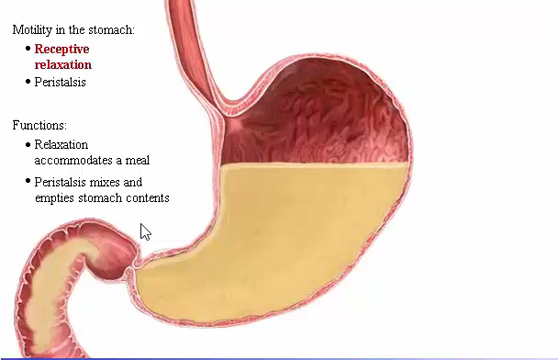 Motility in the stomach:
• Receptive
relaxation
• Peristalsis
Functions:
• Relaxation
accommodates a meal
• Peristalsis mixes and
empties stomach contents